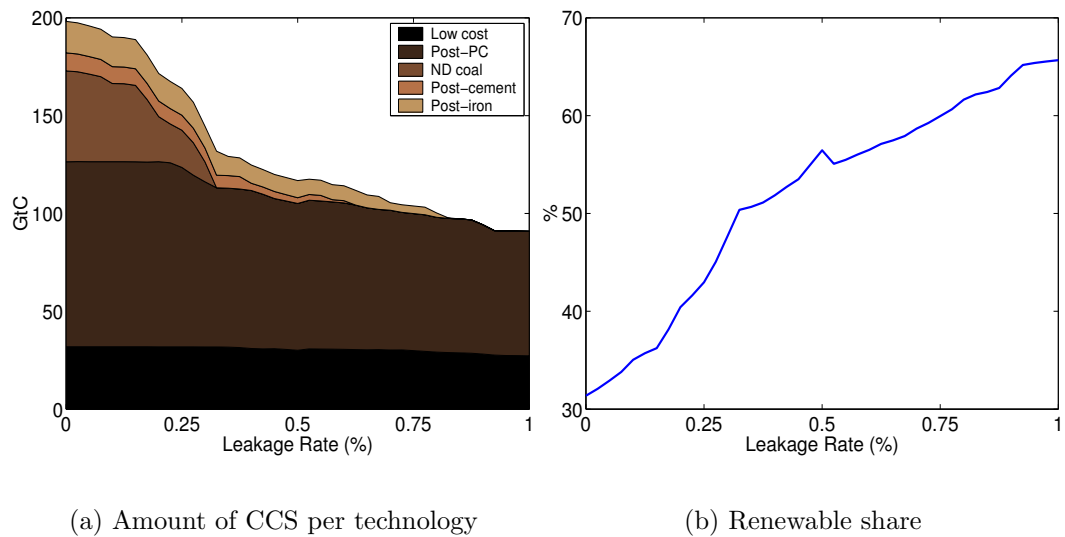 200
150
100
50
0
GtC
Low cost
Post-PC
ND coal
Post-cement
Post-iron
0 0.25 0.5 0.75 1
Leakage Rate (%)
70
60
50
40
30
%
0 0.25 0.5 0.75 1
Leakage Rate (%)
(a) Amount of CCS per technology
(b) Renewable share